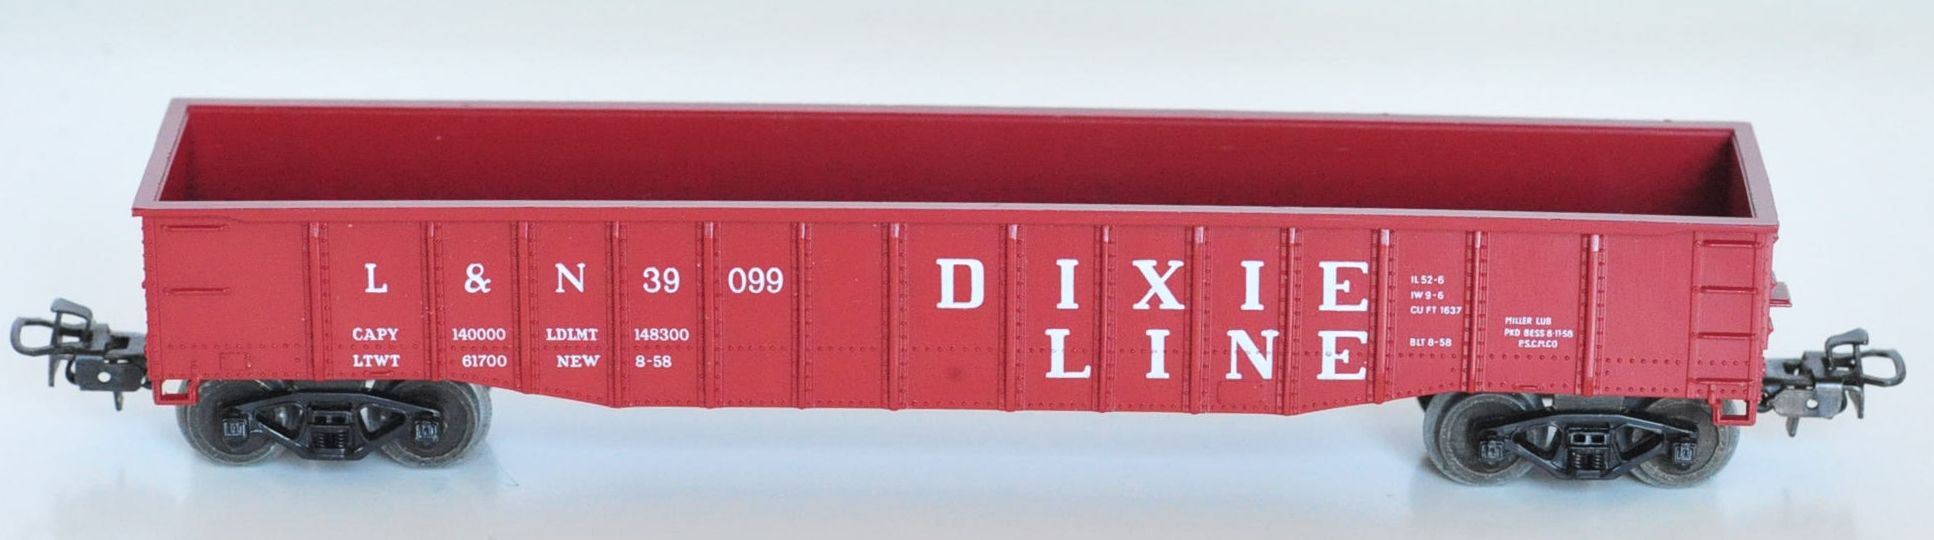 L & N 39 099
CAPY 140000 LDLMT 148300
LTWT 61700 NEW 8-58
DIXIE
LINE
IL 52-6
IW 9-6
CU FT 1637
BLT 8-58
MILLER LUB
PKD BESS 8-11-58
P.S.C.M.CO